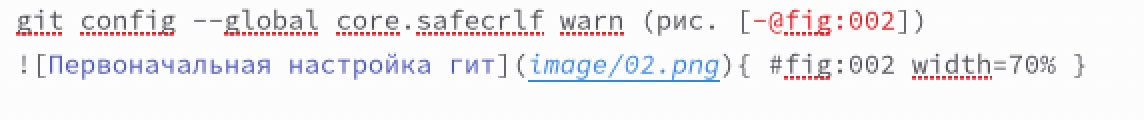 git config --global core.safecrlf warn (рис. [-@fig:002])
![Первоначальная настройка гит](image/02.png){ #fig:002 width=70% }